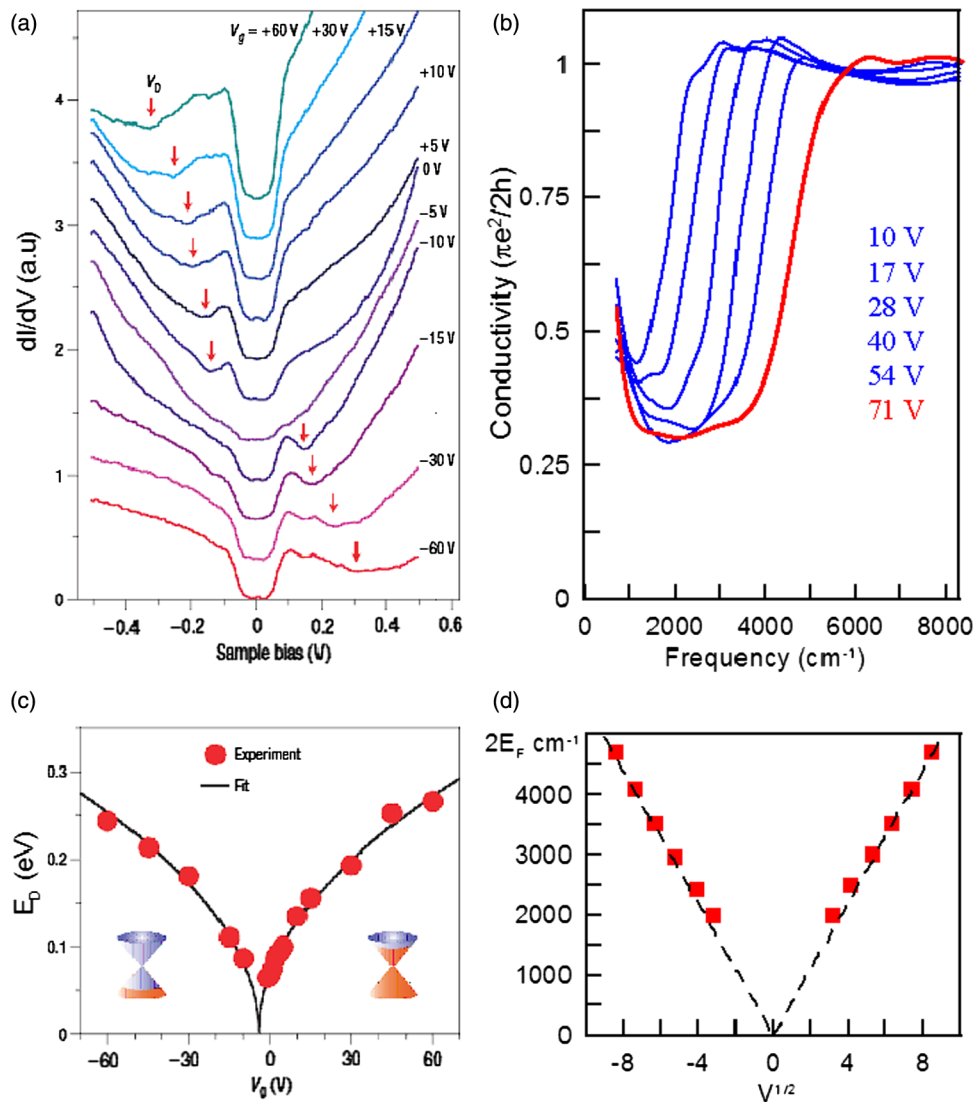 (a)
V_g = +60 V +30 V +15 V
+10 V
+5 V
0 V
−5 V
−10 V
−15 V
−30 V
−60 V
V_D
dI/dV (a.u)
4
3
2
1
0
−0.4 −0.2 0 0.2 0.4 0.6
Sample bias (V)
(b)
Conductivity (πe²/2h)
1
0.75
0.5
0.25
0
10 V
17 V
28 V
40 V
54 V
71 V
0 2000 4000 6000 8000
Frequency (cm⁻¹)
(c)
E_D (eV)
0.3
0.2
0.1
0
Experiment
Fit
−60 −30 0 30 60
V_g (V)
(d)
2E_F cm⁻¹
4000
3000
2000
1000
0
-8 -4 0 4 8
V^1/2